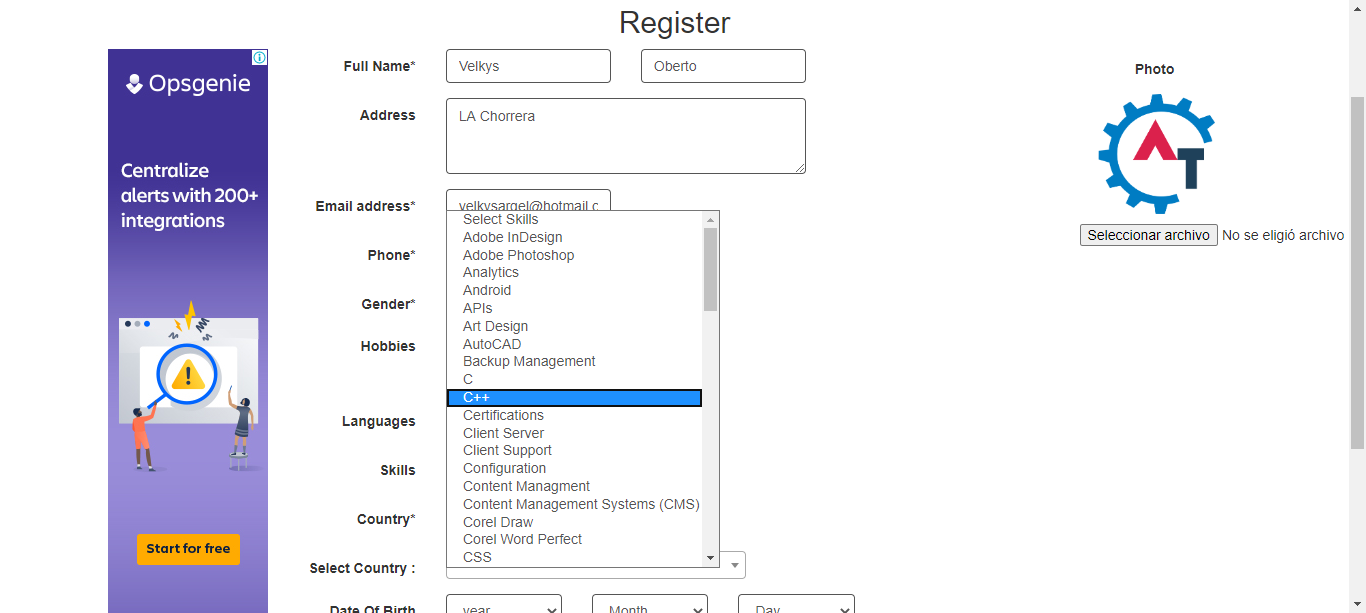 Register
Opsgenie
Centralize
alerts with 200+
integrations
Start for free
Full Name*
Velkys
Oberto
Address
LA Chorrera
Email address*
velkysargel@hotmail.c
Phone*
Gender*
Hobbies
Languages
Skills
Country*
Select Country :
Date Of Birth
year
Month
Day
Select Skills
Adobe InDesign
Adobe Photoshop
Analytics
Android
APIs
Art Design
AutoCAD
Backup Management
C
C++
Certifications
Client Server
Client Support
Configuration
Content Managment
Content Management Systems (CMS)
Corel Draw
Corel Word Perfect
CSS
Photo
AT
Seleccionar archivo No se eligió archivo